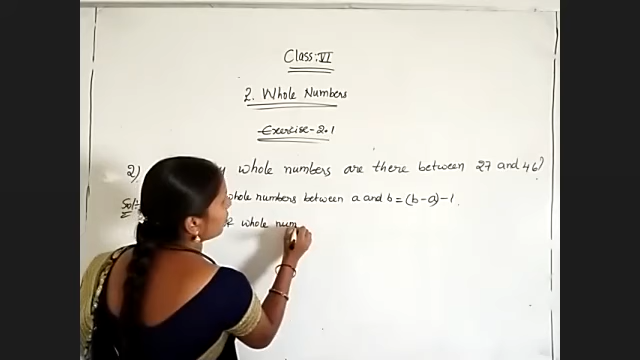 Class: VI
2. Whole Numbers
Exercise-2.1
2) whole numbers are there between 27 and 46?
Sol:- whole numbers between a and b = (b-a)-1.
whole num